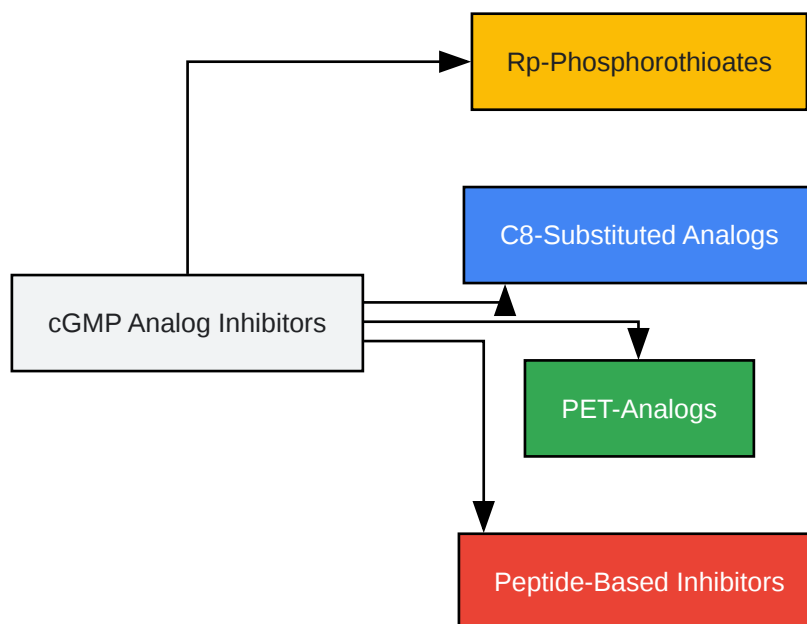 Rp-Phosphorothioates
C8-Substituted Analogs
cGMP Analog Inhibitors
PET-Analogs
Peptide-Based Inhibitors